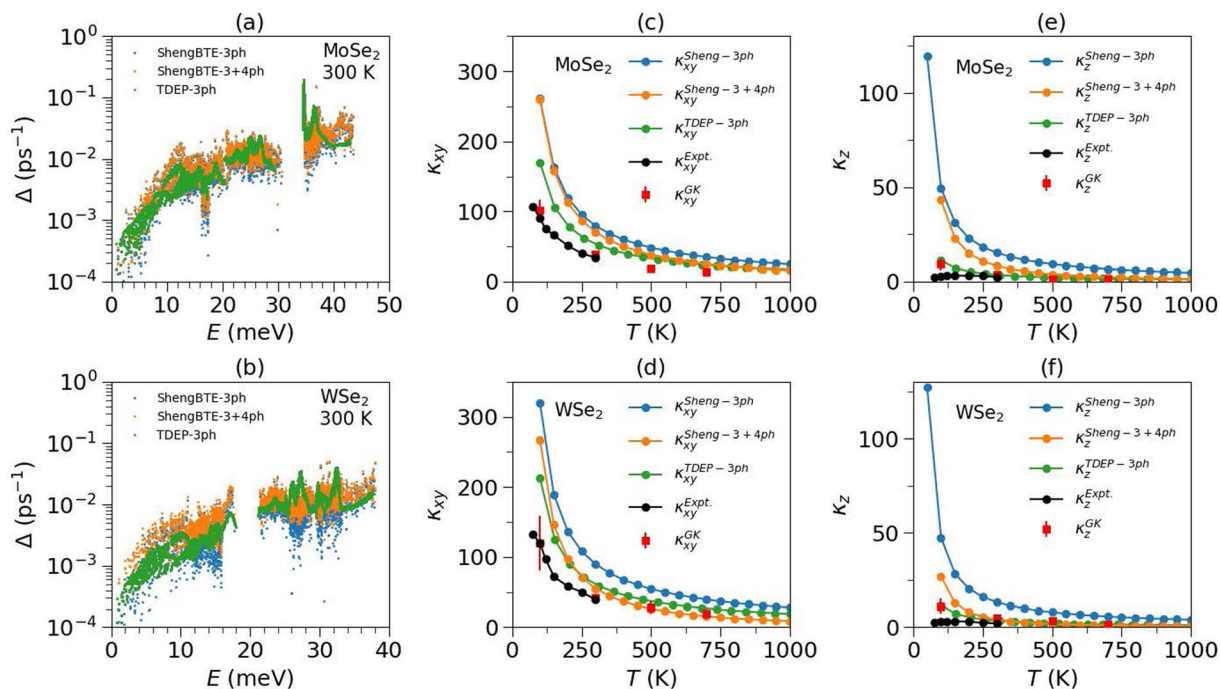 (a)
Δ (ps⁻¹)
10⁰
10⁻¹
10⁻²
10⁻³
10⁻⁴
ShengBTE-3ph
ShengBTE-3+4ph
TDEP-3ph
MoSe₂
300 K
0 10 20 30 40 50
E (meV)
(c)
κ_xy
300
200
100
0
MoSe₂
κ_xy^Sheng−3ph
κ_xy^Sheng−3+4ph
κ_xy^TDEP−3ph
κ_xy^Expt.
κ_xy^GK
0 250 500 750 1000
T (K)
(e)
κ_z
100
50
0
MoSe₂
κ_z^Sheng−3ph
κ_z^Sheng−3+4ph
κ_z^TDEP−3ph
κ_z^Expt.
κ_z^GK
0 250 500 750 1000
T (K)
(b)
Δ (ps⁻¹)
10⁰
10⁻¹
10⁻²
10⁻³
10⁻⁴
ShengBTE-3ph
ShengBTE-3+4ph
TDEP-3ph
WSe₂
300 K
0 10 20 30 40
E (meV)
(d)
κ_xy
300
200
100
0
WSe₂
κ_xy^Sheng−3ph
κ_xy^Sheng−3+4ph
κ_xy^TDEP−3ph
κ_xy^Expt.
κ_xy^GK
0 250 500 750 1000
T (K)
(f)
κ_z
100
50
0
WSe₂
κ_z^Sheng−3ph
κ_z^Sheng−3+4ph
κ_z^TDEP−3ph
κ_z^Expt.
κ_z^GK
0 250 500 750 1000
T (K)